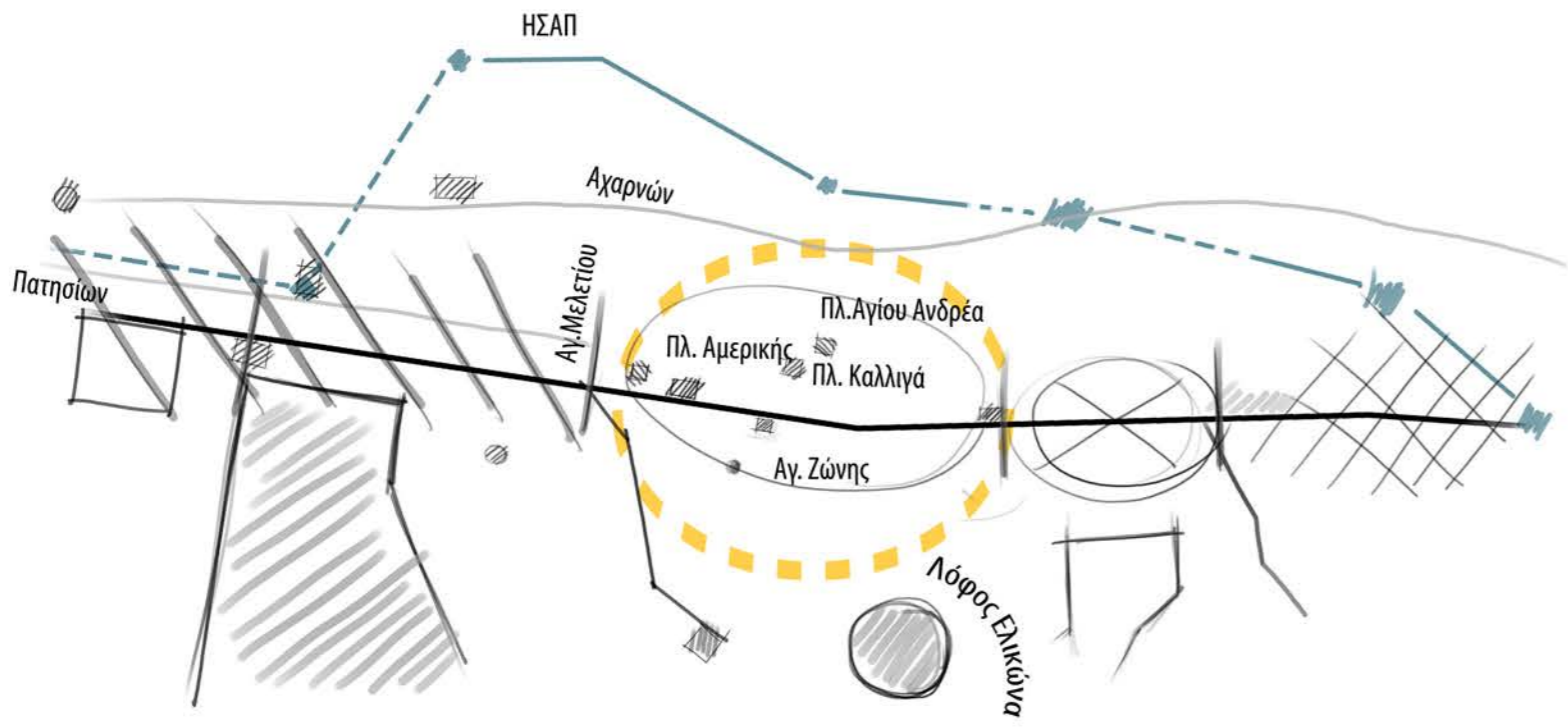 ΗΣΑΠ
Αχαρνών
Πατησίων
Αγ.Μελετίου
Πλ.Αγίου Ανδρέα
Πλ. Αμερικής
Πλ. Καλλιγά
Αγ. Ζώνης
Λόφος Ελικώνα